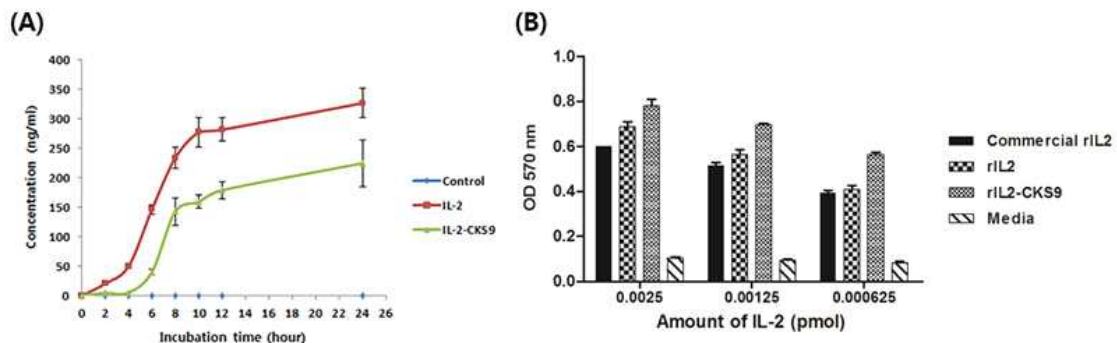 (A)
400
350
300
250
200
150
100
50
0
Concentration (ng/ml)
0 2 4 6 8 10 12 14 16 18 20 22 24 26
Incubation time (hour)
Control
IL-2
IL-2-CKS9
(B)
1.0
0.8
0.6
0.4
0.2
0.0
OD 570 nm
0.0025 0.00125 0.000625
Amount of IL-2 (pmol)
Commercial rIL2
rIL2
rIL2-CKS9
Media